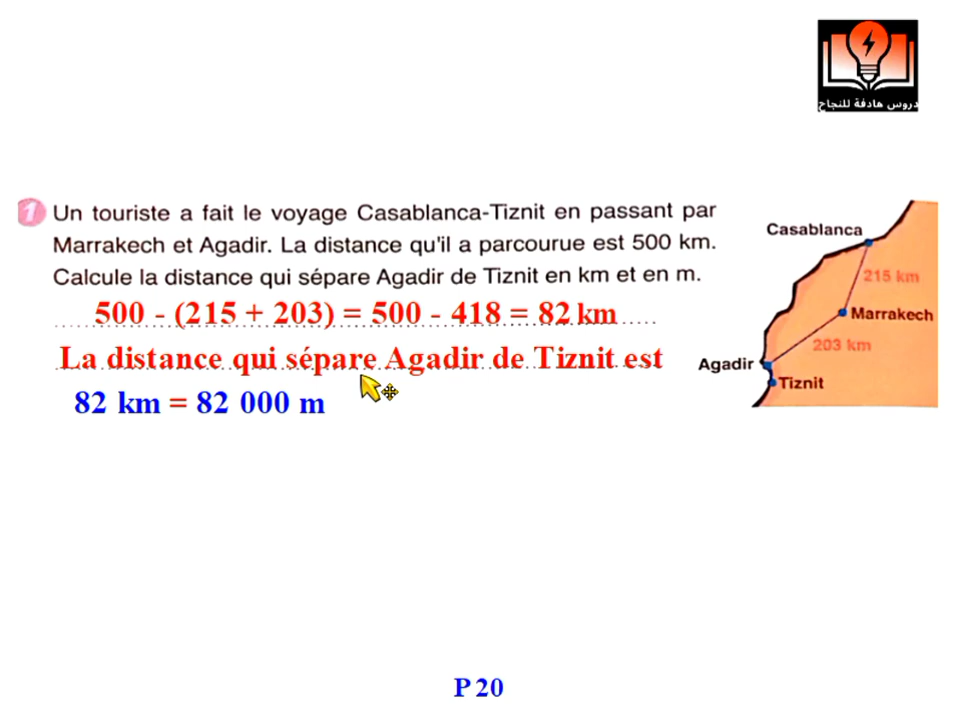 دروس هادفة للنجاح
1 Un touriste a fait le voyage Casablanca-Tiznit en passant par
Marrakech et Agadir. La distance qu'il a parcourue est 500 km.
Calcule la distance qui sépare Agadir de Tiznit en km et en m.
500 - (215 + 203) = 500 - 418 = 82 km
La distance qui sépare Agadir de Tiznit est
82 km = 82 000 m
Casablanca
215 km
Marrakech
203 km
Agadir
Tiznit
P 20